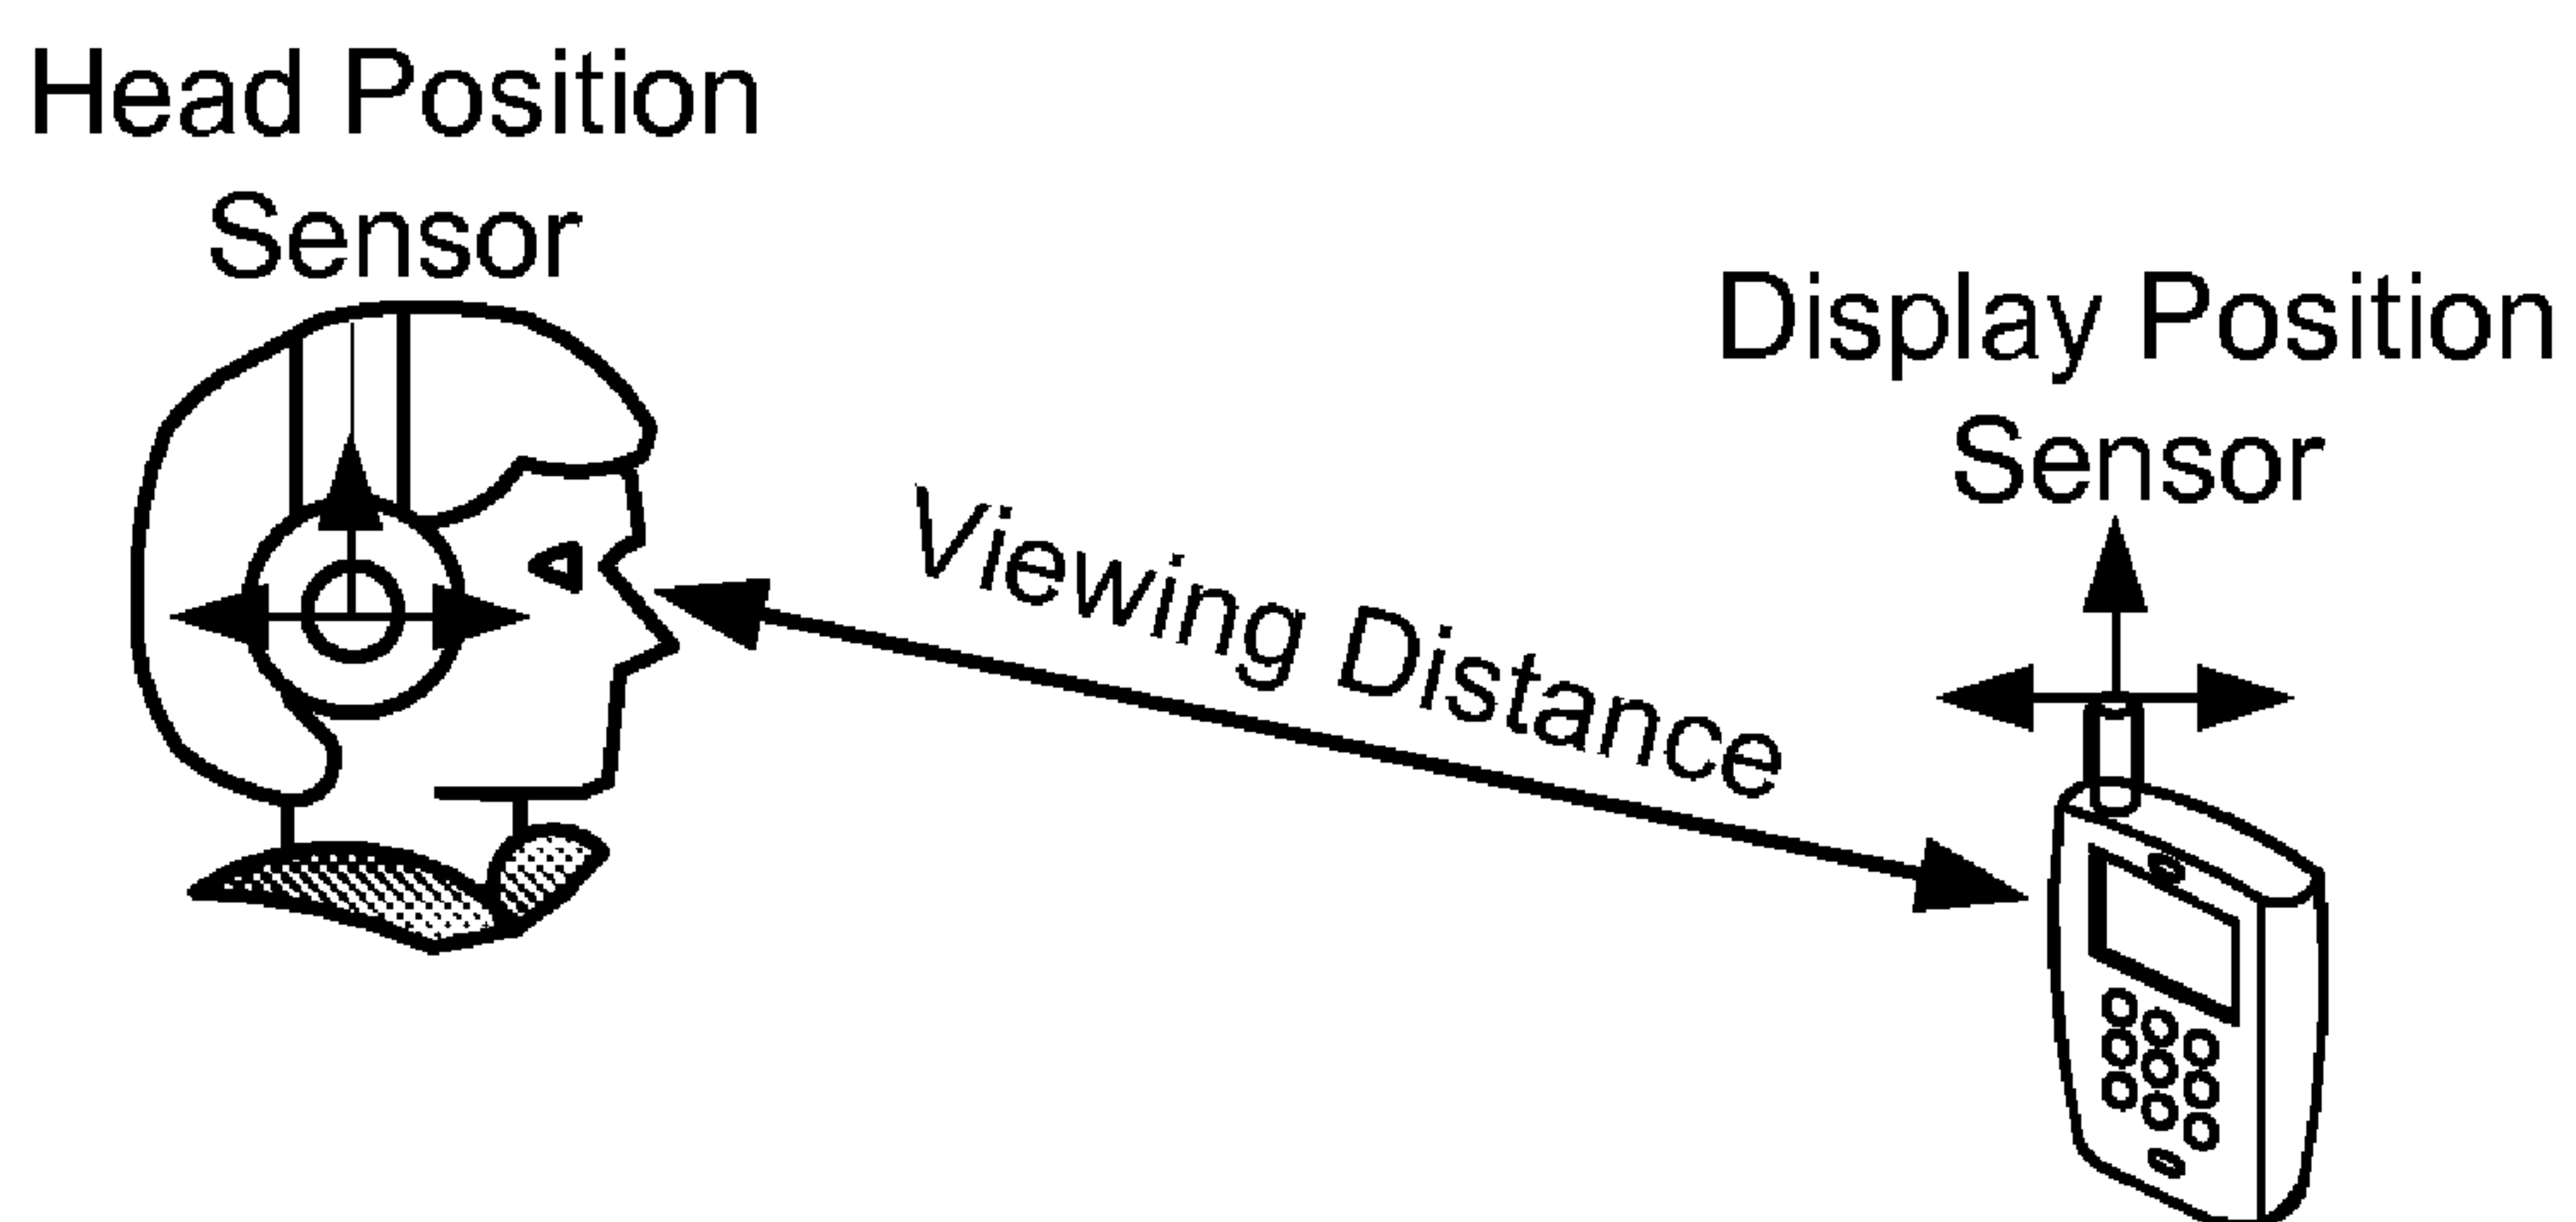 Head Position
Sensor
Display Position
Sensor
Viewing Distance